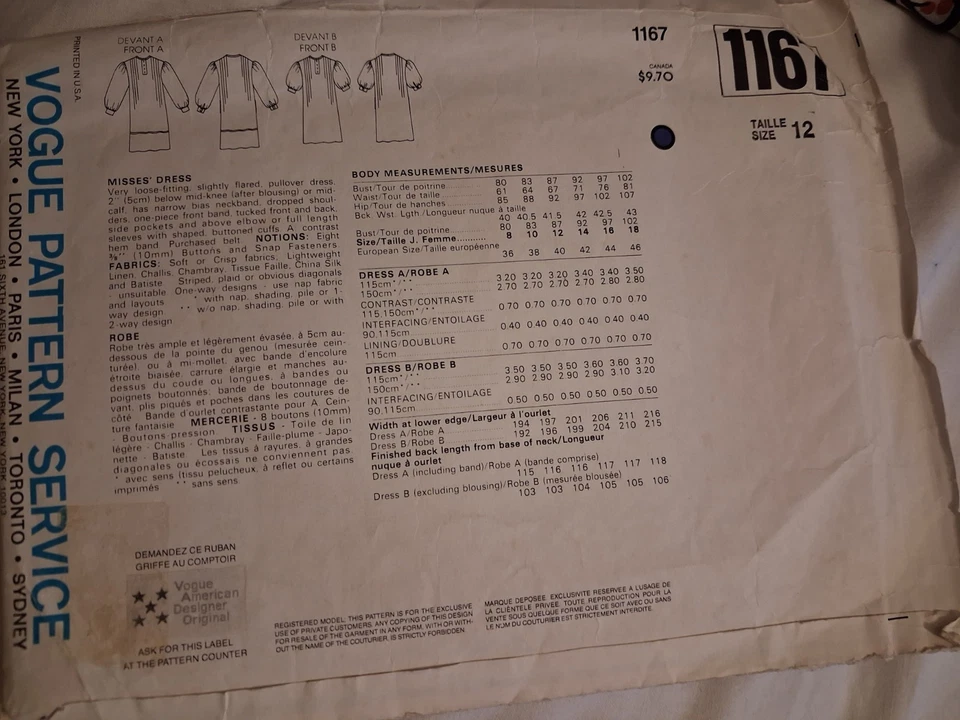 PRINTED IN U.S.A.
VOGUE PATTERN SERVICE
NEW YORK • LONDON • PARIS • MILAN • TORONTO • SYDNEY
161 SIXTH AVENUE, NEW YORK, NEW YORK 10013
DEVANT A
FRONT A
DEVANT B
FRONT B
1167
CANADA
$9.70
1167
TAILLE
SIZE 12
MISSES' DRESS
Very loose-fitting, slightly flared, pullover dress,
2" (5cm) below mid-knee (after blousing) or mid-
calf, has narrow bias neckband, dropped shoul-
ders, one-piece front band, tucked front and back,
side pockets and above elbow or full length
sleeves with shaped, buttoned cuffs. A: contrast
hem band. Purchased belt. NOTIONS: Eight
3/8" (10mm) Buttons and Snap Fasteners.
FABRICS: Soft or Crisp fabrics; Lightweight
Linen, Challis, Chambray, Tissue Faille, China Silk
and Batiste Striped, plaid or obvious diagonals
- unsuitable One-way designs - use nap fabric
and layouts * with nap, shading, pile or 1-
way design ** w/o nap, shading, pile or with
2-way design
ROBE
Robe très ample et légèrement évasée, à 5cm au-
dessous de la pointe du genou (mesurée cein-
turée), ou à mi-mollet, avec bande d'encolure
étroite biaisée, carrure élargie et manches au-
dessus du coude ou longues, à bandes ou
poignets boutonnés, bande de boutonnage de-
vant, plis piqués et poches dans les coutures de
côté Bande d'ourlet contrastante pour A. Cein-
ture fantaisie MERCERIE - 8 boutons (10mm)
- Boutons pression TISSUS - Toile de lin
légère - Challis - Chambray - Faille-plume - Japo-
nette - Batiste Les tissus à rayures, à grandes
diagonales ou écossais ne conviennent pas.
* avec sens (tissu pelucheux, à reflet ou certains
imprimés ** sans sens
BODY MEASUREMENTS/MESURES
Bust/Tour de poitrine 80 83 87 92 97 102
Waist/Tour de taille 61 64 67 71 76 81
Hip/Tour de hanches 85 88 92 97 102 107
Bck. Wst. Lgth./Longueur nuque à taille
40 40.5 41.5 42 42.5 43
Bust/Tour de poitrine 80 83 87 92 97 102
Size/Taille J. Femme 8 10 12 14 16 18
European Size/Taille européenne
36 38 40 42 44 46
DRESS A/ROBE A
115cm*/** 3.20 3.20 3.20 3.40 3.40 3.50
150cm*/** 2.70 2.70 2.70 2.70 2.80 2.80
CONTRAST/CONTRASTE
115,150cm*/** 0.70 0.70 0.70 0.70 0.70 0.70
INTERFACING/ENTOILAGE
90,115cm 0.40 0.40 0.40 0.40 0.40 0.40
LINING/DOUBLURE
115cm 0.70 0.70 0.70 0.70 0.70 0.70
DRESS B/ROBE B
115cm*/** 3.50 3.50 3.50 3.60 3.60 3.70
150cm*/** 2.90 2.90 2.90 2.90 3.10 3.20
INTERFACING/ENTOILAGE
90,115cm 0.50 0.50 0.50 0.50 0.50 0.50
Width at lower edge/Largeur à l'ourlet
Dress A/Robe A 194 197 201 206 211 216
Dress B/Robe B 192 196 199 204 210 215
Finished back length from base of neck/Longueur
nuque à ourlet
Dress A (including band)/Robe A (bande comprise)
115 116 116 117 117 118
Dress B (excluding blousing)/Robe B (mesurée blousée)
103 103 104 105 105 106
DEMANDEZ CE RUBAN
GRIFFE AU COMPTOIR
Vogue
American
Designer
Original
ASK FOR THIS LABEL
AT THE PATTERN COUNTER
REGISTERED MODEL: THIS PATTERN IS FOR THE EXCLUSIVE
USE OF PRIVATE CUSTOMERS. ANY COPYING OF THIS DESIGN
FOR RESALE OF THE GARMENT IN ANY FORM, WITH OR WITH-
OUT THE NAME OF THE COUTURIER, IS STRICTLY FORBIDDEN.
MARQUE DEPOSÉE. EXCLUSIVITÉ RÉSERVÉE À L'USAGE DE
LA CLIENTÈLE PRIVÉE. TOUTE REPRODUCTION POUR LA
VENTE SOUS QUELQUE FORME QUE CE SOIT AVEC OU SANS
LE NOM DU COUTURIER EST STRICTEMENT INTERDITE.